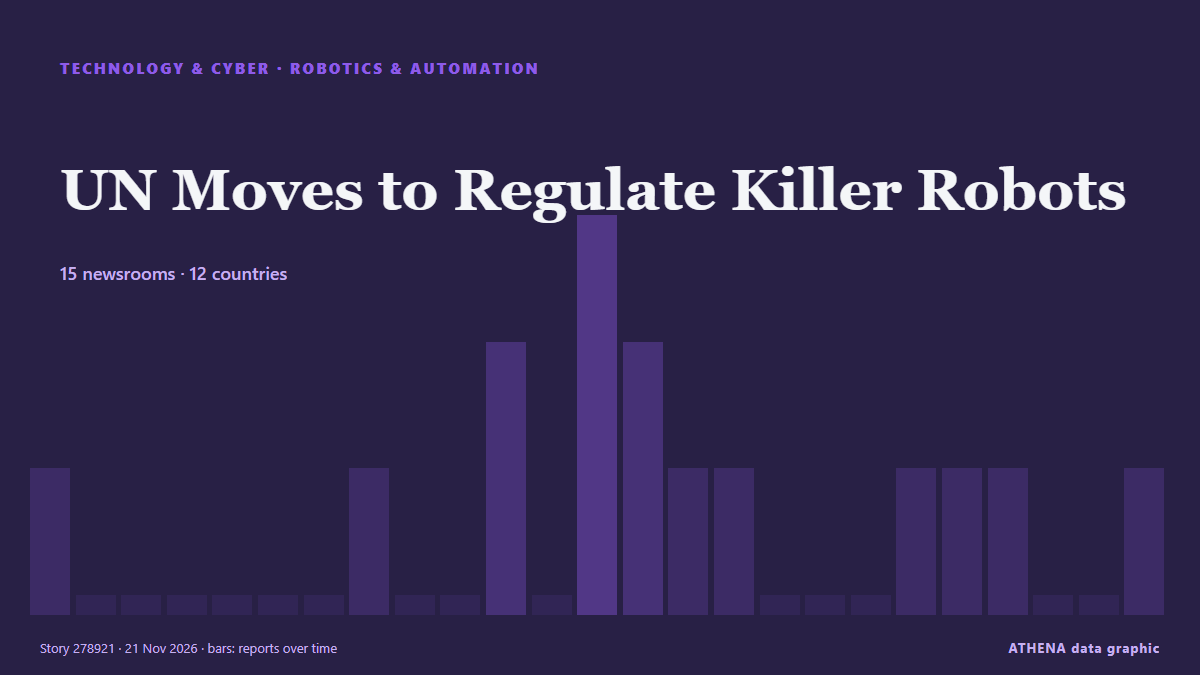 TECHNOLOGY & CYBER · ROBOTICS & AUTOMATION
UN Moves to Regulate Killer Robots
15 newsrooms · 12 countries
Story 278921 · 21 Nov 2026 · bars: reports over time
ATHENA data graphic